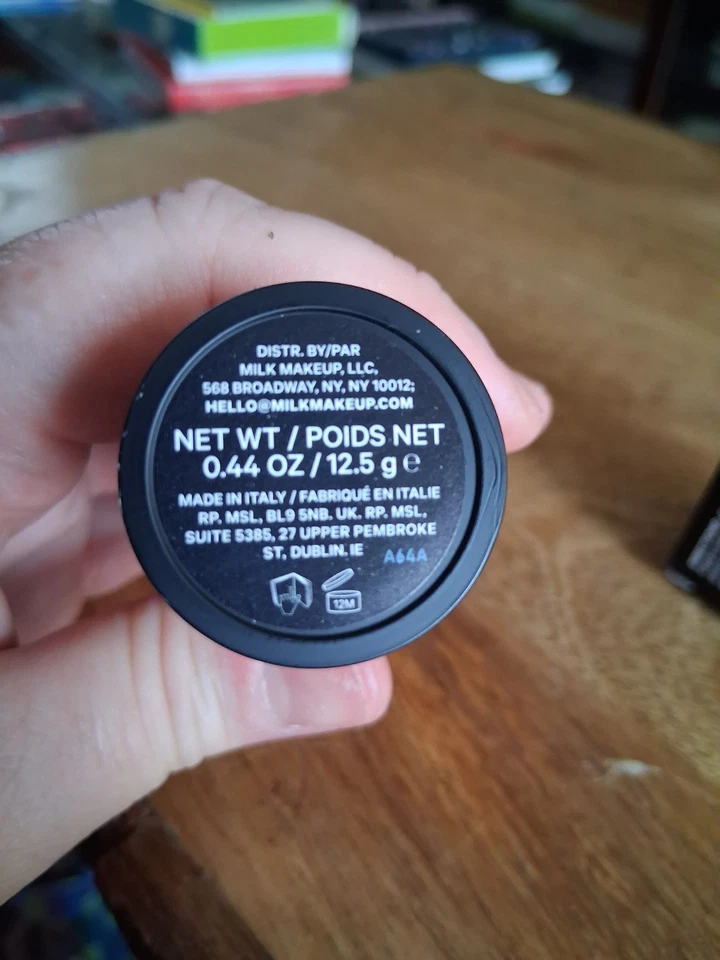 DISTR. BY/PAR
MILK MAKEUP, LLC,
568 BROADWAY, NY, NY 10012;
HELLO@MILKMAKEUP.COM
NET WT / POIDS NET
0.44 OZ / 12.5 g e
MADE IN ITALY / FABRIQUÉ EN ITALIE
RP. MSL, BL9 5NB. UK. RP. MSL,
SUITE 5385, 27 UPPER PEMBROKE
ST, DUBLIN. IE
A64A
12M